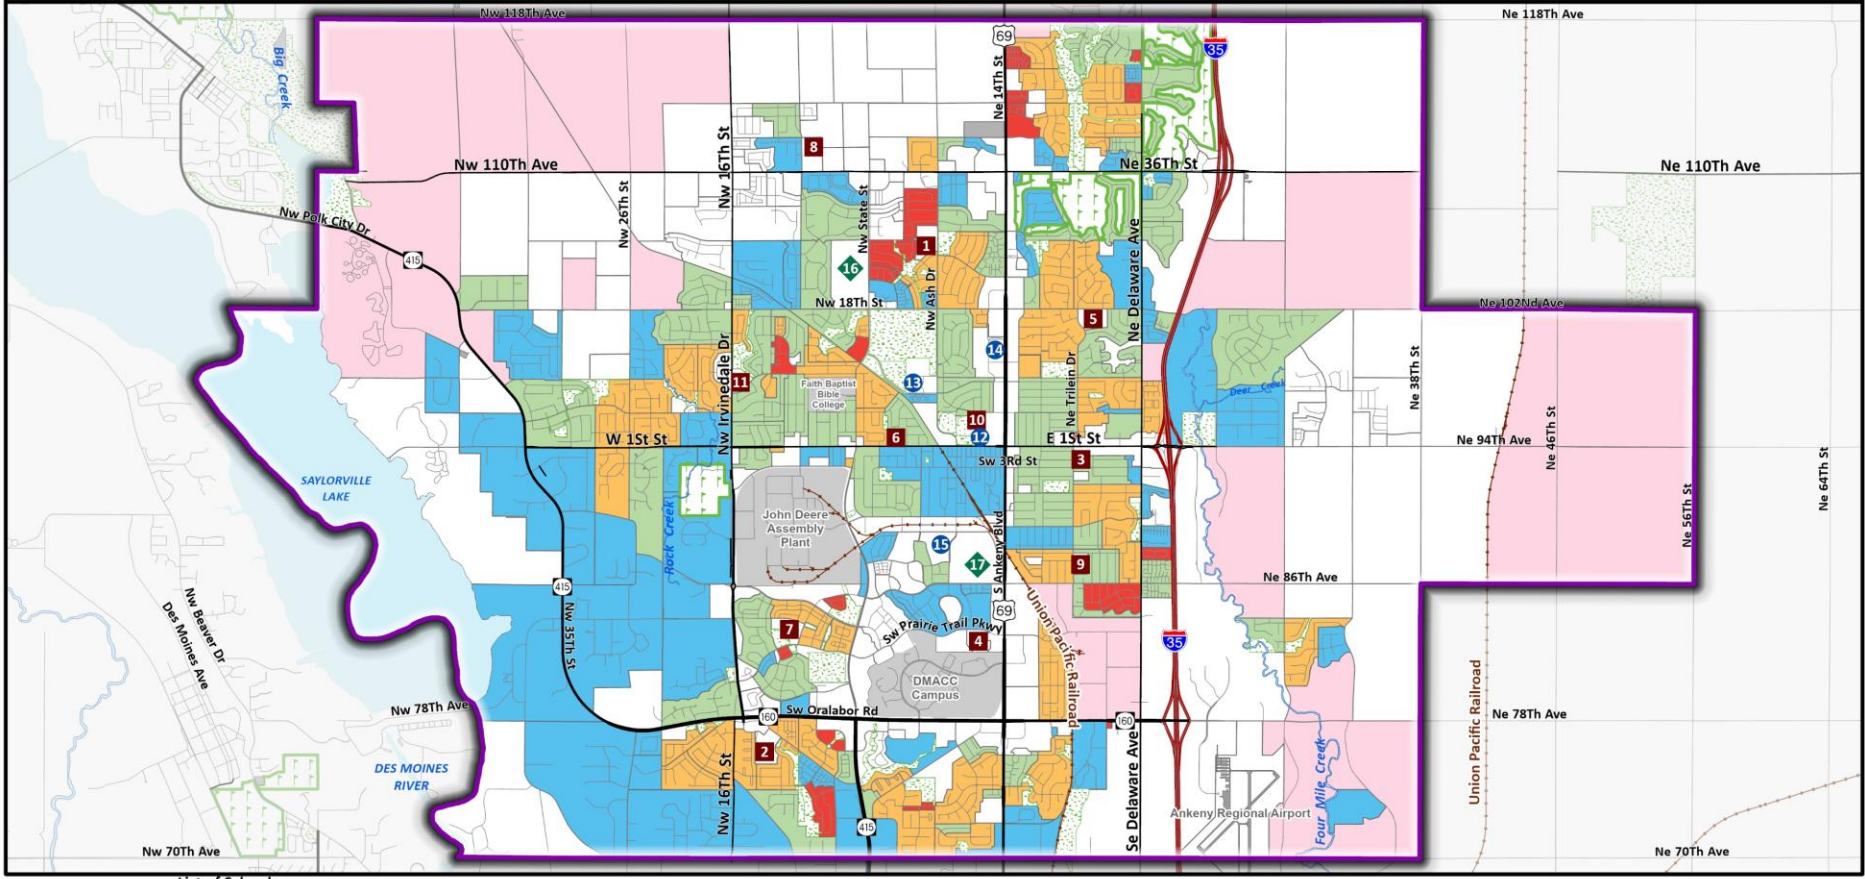 Nw 118Th Ave
Ne 118Th Ave
69
35
Big Creek
Ne 14Th St
8
Nw 110Th Ave
Nw 16Th St
Ne 36Th St
Ne 110Th Ave
Nw Polk City Dr
Nw 26Th St
Nw State St
1
Ne Delaware Ave
415
16
Nw Ash Dr
Nw 18Th St
Ne 102Nd Ave
5
14
Nw Irvinedale Dr
11
Faith Baptist
Bible
College
13
Ne Trilein Dr
Deer Creek
Ne 38Th St
Ne 46Th St
10
6
12
W 1St St
E 1St St
Ne 94Th Ave
Sw 3Rd St
3
SAYLORVILLE
LAKE
Ne 64Th St
Ne 56Th St
John Deere
Assembly
Plant
Rock Creek
S Ankeny Blvd
15
17
9
Ne 86Th Ave
415
Nw Beaver Dr
Des Moines Ave
Nw 35Th St
7
Sw Prairie Trail Pkwy
69
4
Union Pacific Railroad
35
DMACC
Campus
Union Pacific Railroad
Nw 78Th Ave
Sw Oralabor Rd
160
160
Ne 78Th Ave
2
DES MOINES
RIVER
Nw 16Th St
Se Delaware Ave
Four Mile Creek
Ankeny Regional Airport
415
Nw 70Th Ave
Ne 70Th Ave